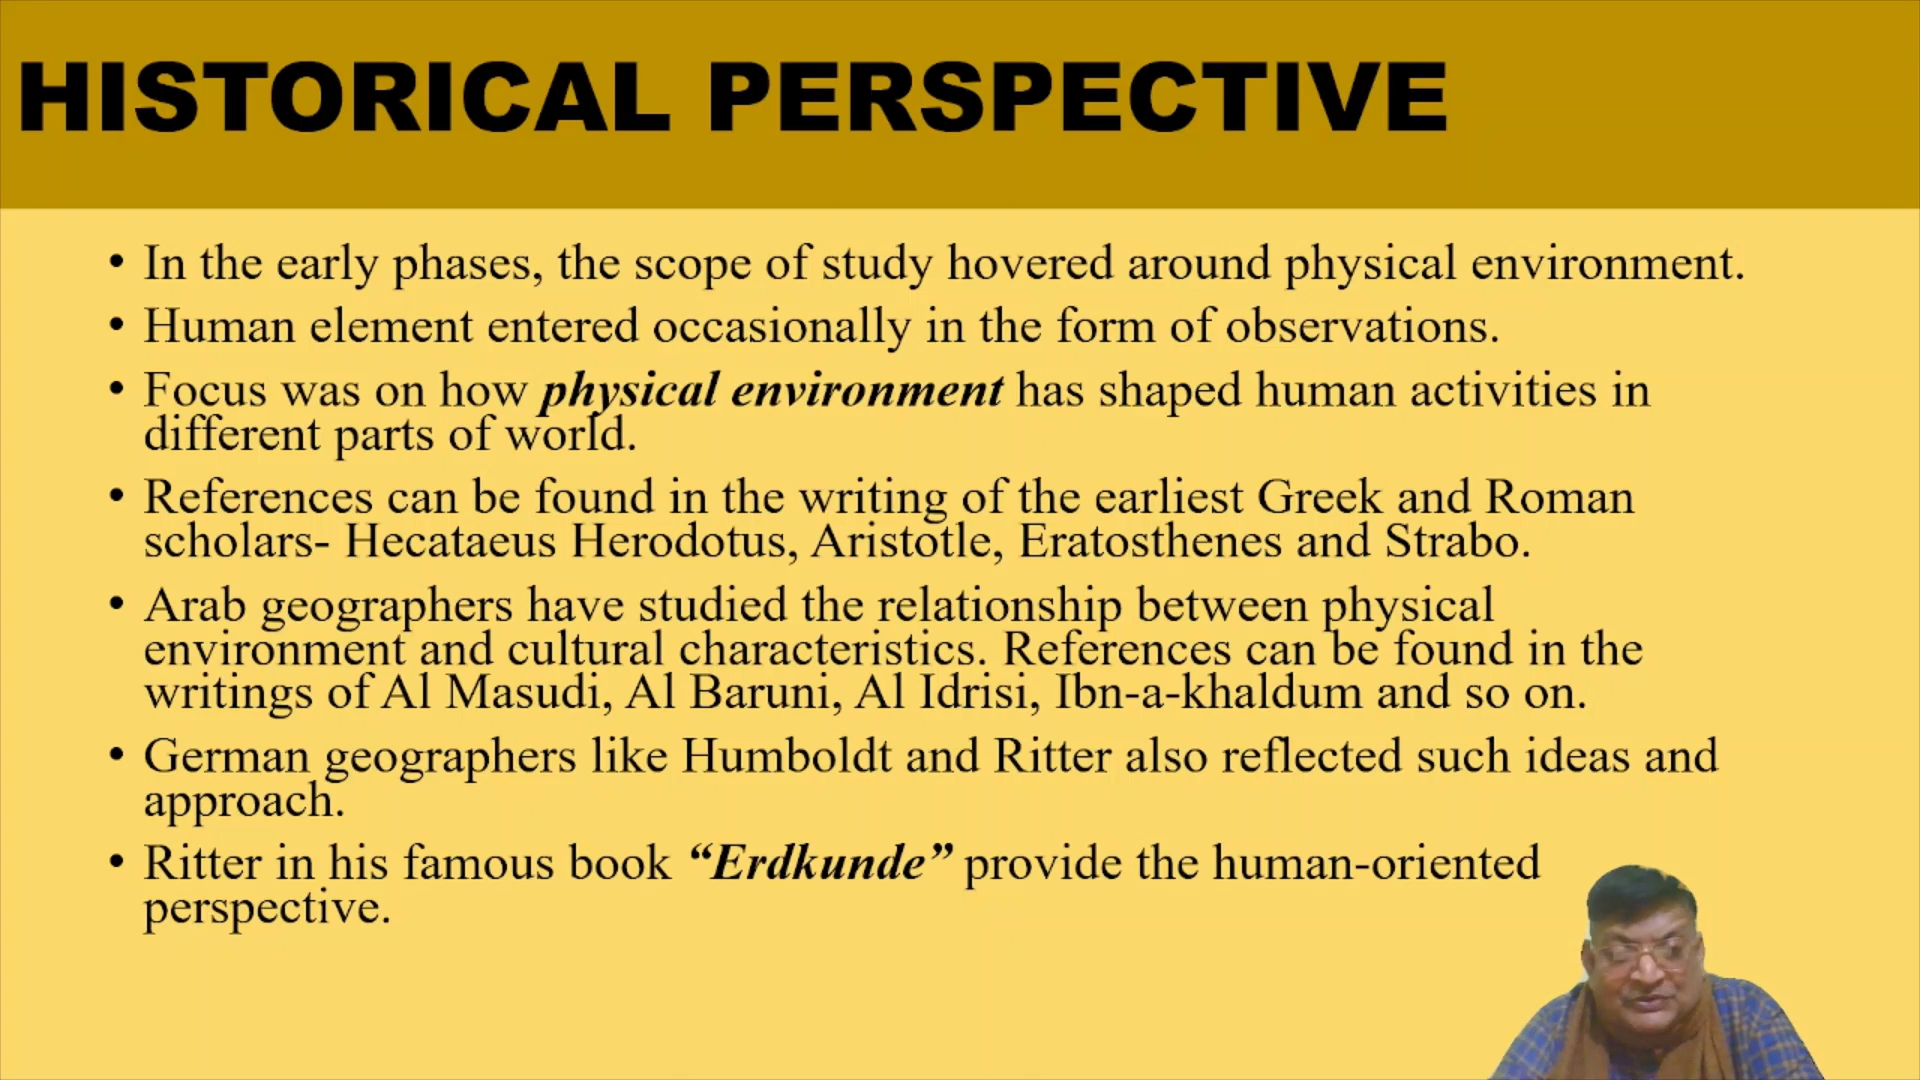 HISTORICAL PERSPECTIVE
• In the early phases, the scope of study hovered around physical environment.
• Human element entered occasionally in the form of observations.
• Focus was on how physical environment has shaped human activities in
different parts of world.
• References can be found in the writing of the earliest Greek and Roman
scholars- Hecataeus Herodotus, Aristotle, Eratosthenes and Strabo.
• Arab geographers have studied the relationship between physical
environment and cultural characteristics. References can be found in the
writings of Al Masudi, Al Baruni, Al Idrisi, Ibn-a-khaldum and so on.
• German geographers like Humboldt and Ritter also reflected such ideas and
approach.
• Ritter in his famous book “Erdkunde” provide the human-oriented
perspective.